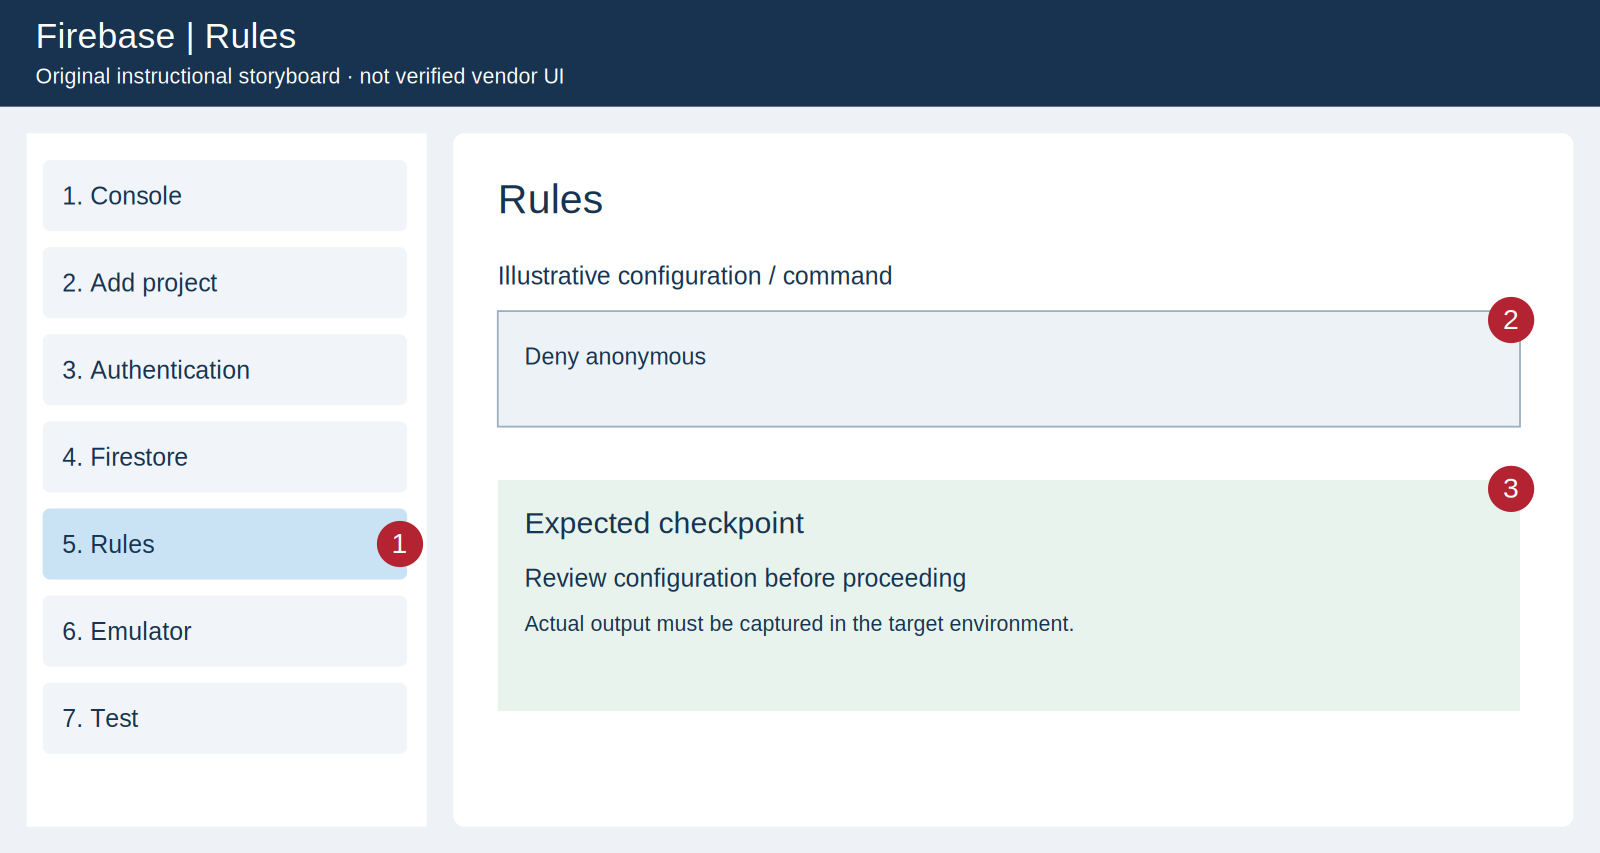 Firebase | Rules
Original instructional storyboard · not verified vendor UI
1. Console
2. Add project
3. Authentication
4. Firestore
5. Rules
1
6. Emulator
7. Test
Rules
Illustrative configuration / command
2
Deny anonymous
3
Expected checkpoint
Review configuration before proceeding
Actual output must be captured in the target environment.